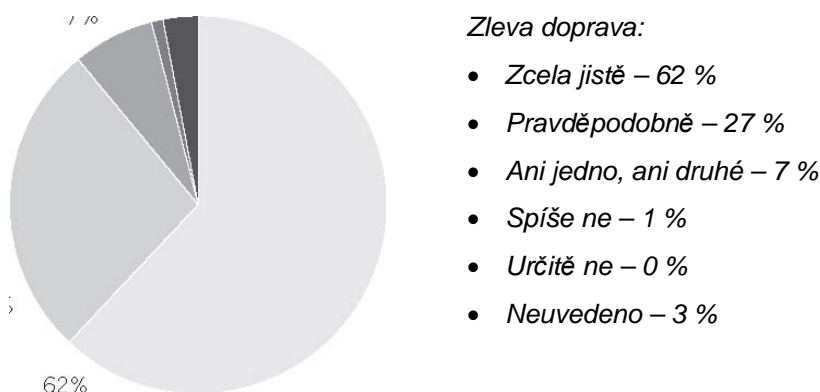 7 %
Zleva doprava:
• Zcela jistě – 62 %
• Pravděpodobně – 27 %
• Ani jedno, ani druhé – 7 %
• Spíše ne – 1 %
• Určitě ne – 0 %
• Neuvedeno – 3 %
62%